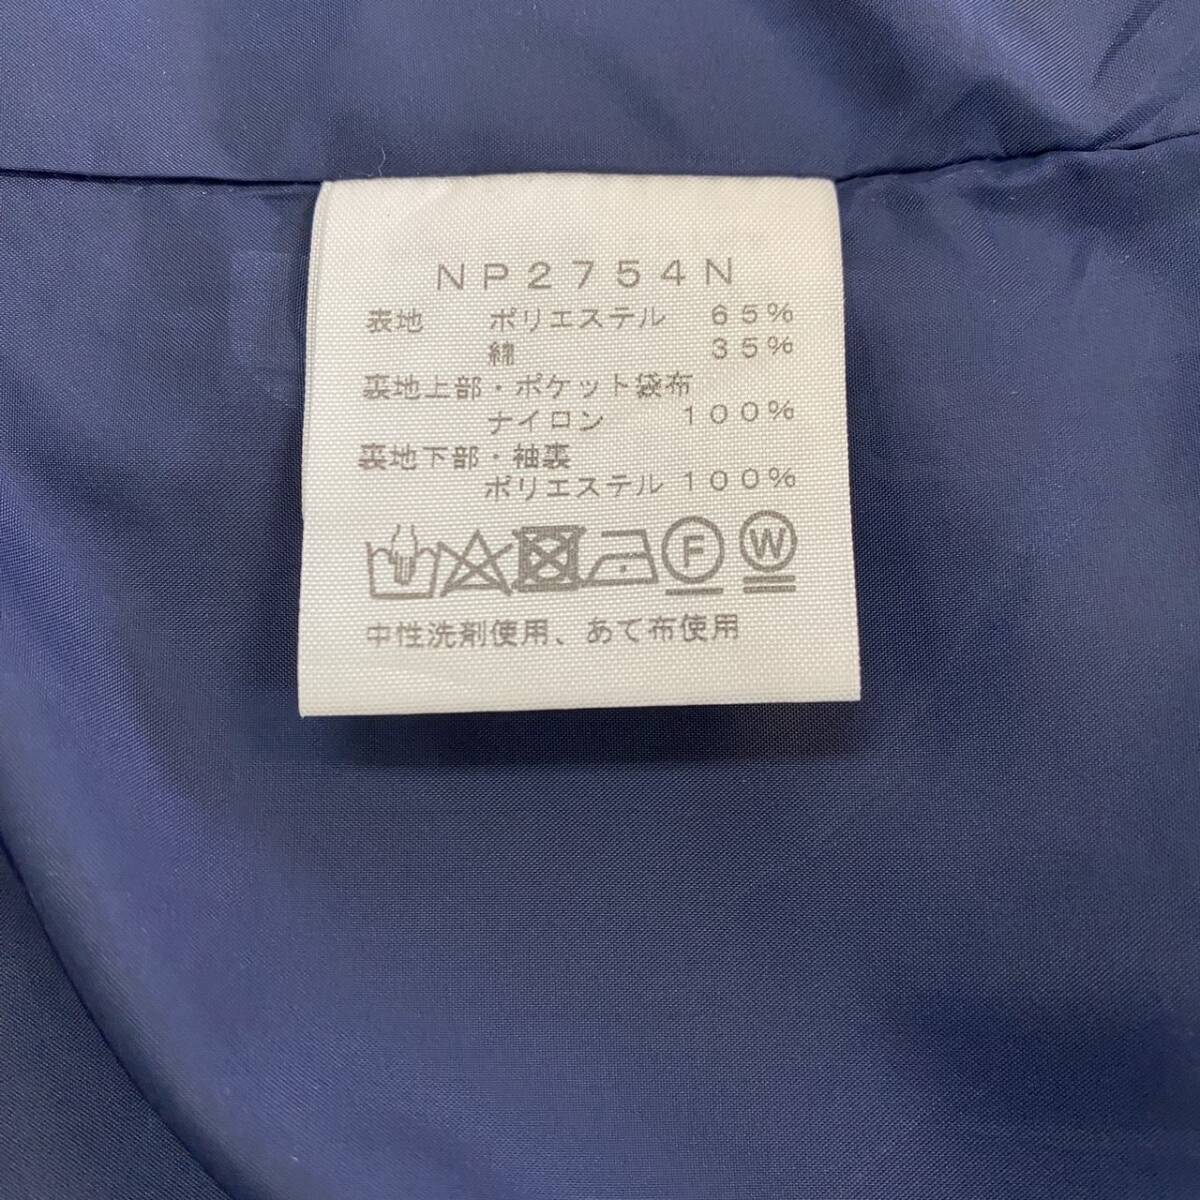 NP2754N
表地 ポリエステル 65%
綿 35%
裏地上部・ポケット袋布
ナイロン 100%
裏地下部・袖裏
ポリエステル 100%
F W
中性洗剤使用、あて布使用